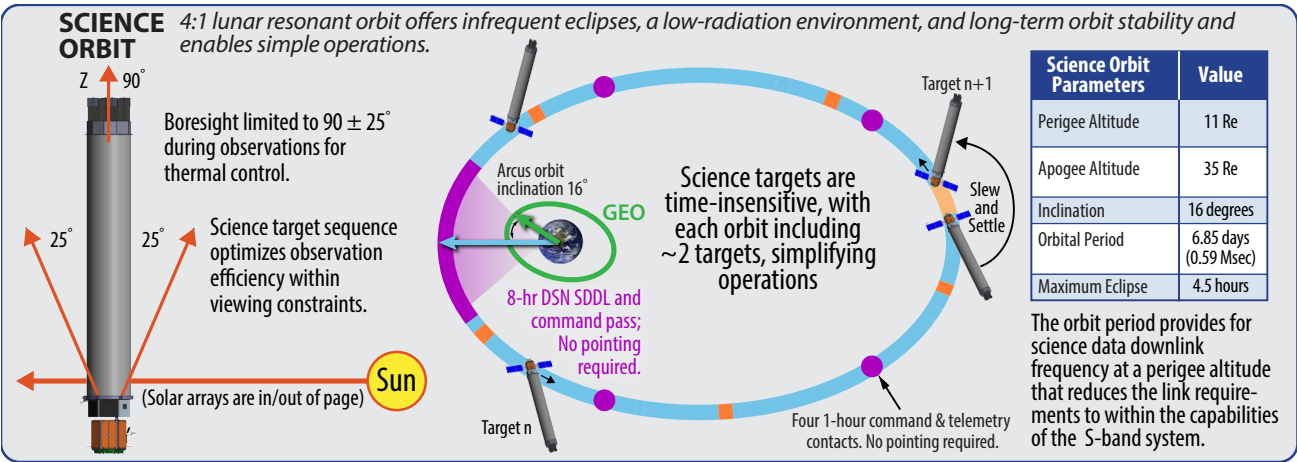 SCIENCE
ORBIT
4:1 lunar resonant orbit offers infrequent eclipses, a low-radiation environment, and long-term orbit stability and
enables simple operations.
Z 90°
Boresight limited to 90 ± 25°
during observations for
thermal control.
25° 25°
Science target sequence
optimizes observation
efficiency within
viewing constraints.
Sun
(Solar arrays are in/out of page)
Arcus orbit
inclination 16°
GEO
8-hr DSN SDDL and
command pass;
No pointing
required.
Target n
Science targets are
time-insensitive, with
each orbit including
~2 targets, simplifying
operations
Target n+1
Slew
and
Settle
Four 1-hour command & telemetry
contacts. No pointing required.
Science Orbit
Parameters
Value
Perigee Altitude 11 Re
Apogee Altitude 35 Re
Inclination 16 degrees
Orbital Period 6.85 days
(0.59 Msec)
Maximum Eclipse 4.5 hours
The orbit period provides for
science data downlink
frequency at a perigee altitude
that reduces the link require-
ments to within the capabilities
of the S-band system.